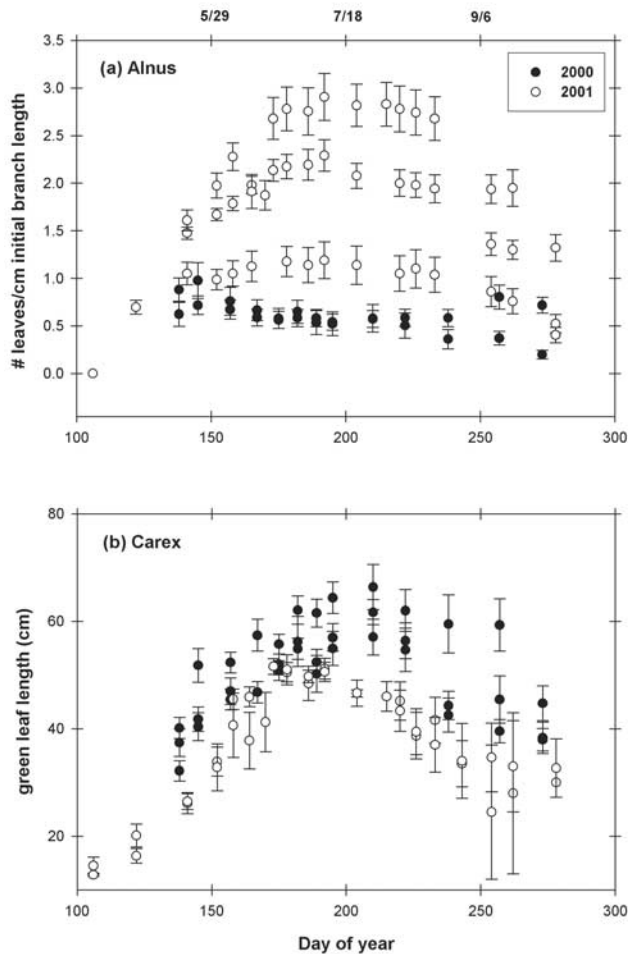 5/29 7/18 9/6
3.5
(a) Alnus
2000
2001
3.0
2.5
2.0
1.5
1.0
0.5
0.0
# leaves/cm initial branch length
100 150 200 250 300
80
(b) Carex
60
40
20
green leaf length (cm)
100 150 200 250 300
Day of year